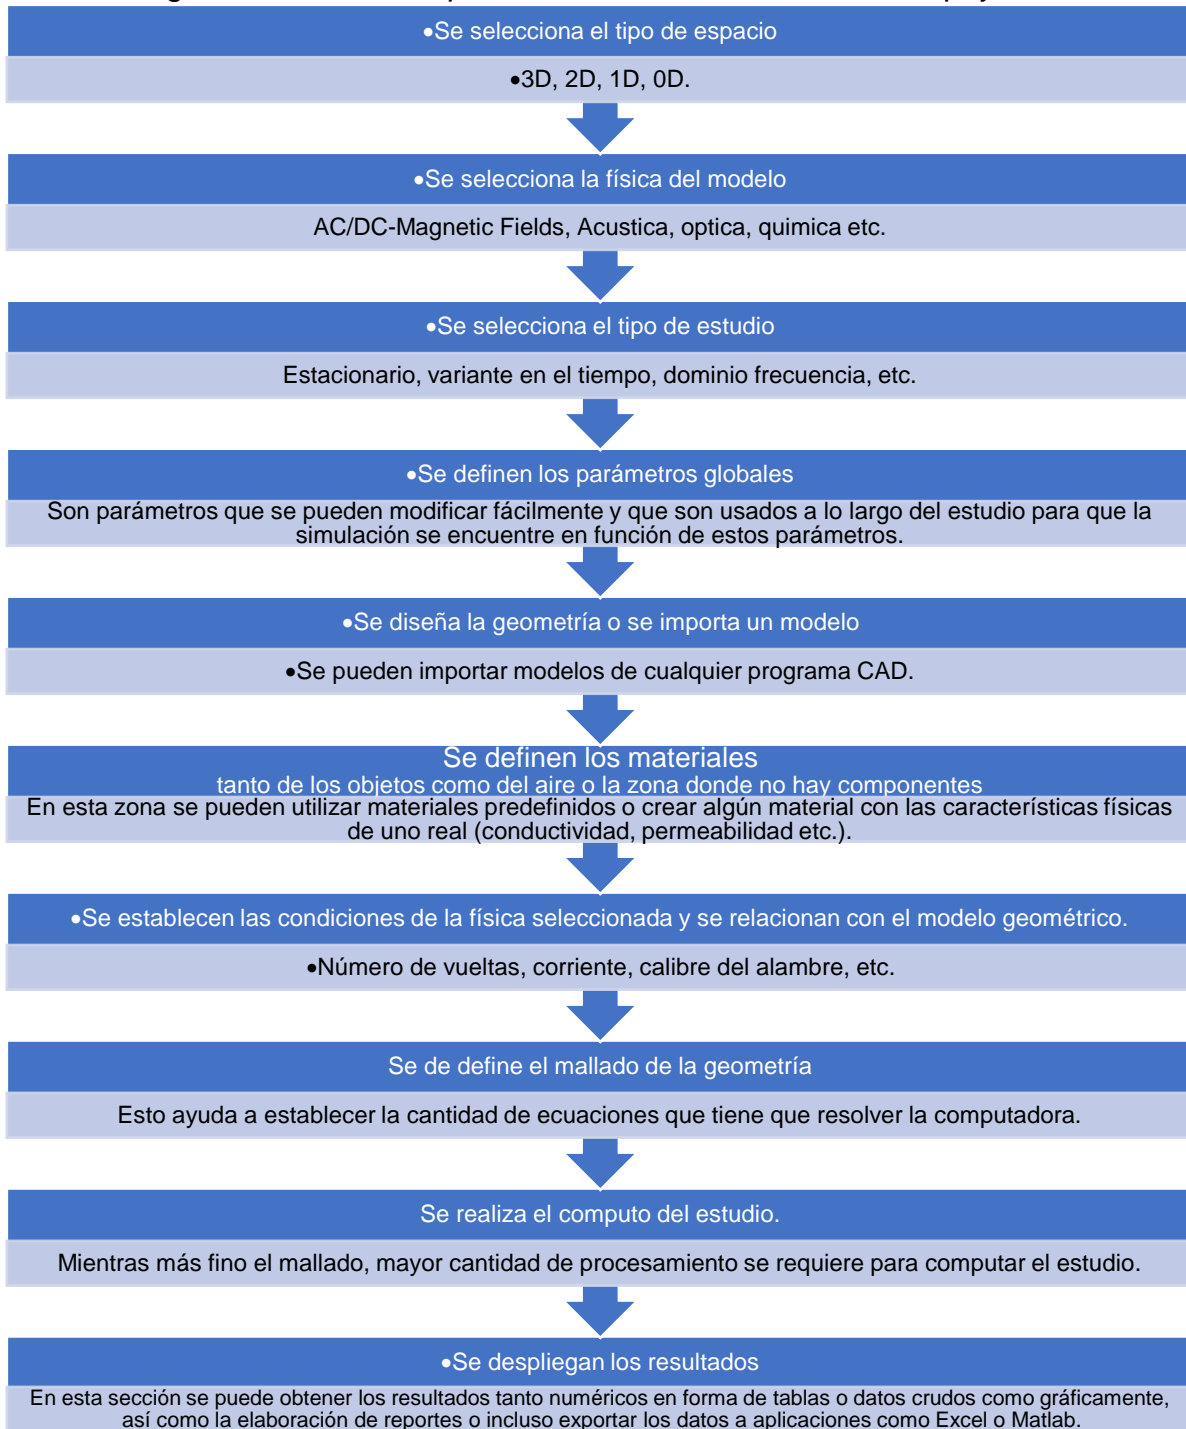 •Se selecciona el tipo de espacio
•3D, 2D, 1D, 0D.
•Se selecciona la física del modelo
AC/DC-Magnetic Fields, Acustica, optica, quimica etc.
•Se selecciona el tipo de estudio
Estacionario, variante en el tiempo, dominio frecuencia, etc.
•Se definen los parámetros globales
Son parámetros que se pueden modificar fácilmente y que son usados a lo largo del estudio para que la
simulación se encuentre en función de estos parámetros.
•Se diseña la geometría o se importa un modelo
•Se pueden importar modelos de cualquier programa CAD.
Se definen los materiales
tanto de los objetos como del aire o la zona donde no hay componentes
En esta zona se pueden utilizar materiales predefinidos o crear algún material con las características físicas
de uno real (conductividad, permeabilidad etc.).
•Se establecen las condiciones de la física seleccionada y se relacionan con el modelo geométrico.
•Número de vueltas, corriente, calibre del alambre, etc.
Se de define el mallado de la geometría
Esto ayuda a establecer la cantidad de ecuaciones que tiene que resolver la computadora.
Se realiza el computo del estudio.
Mientras más fino el mallado, mayor cantidad de procesamiento se requiere para computar el estudio.
•Se despliegan los resultados
En esta sección se puede obtener los resultados tanto numéricos en forma de tablas o datos crudos como gráficamente,
así como la elaboración de reportes o incluso exportar los datos a aplicaciones como Excel o Matlab.